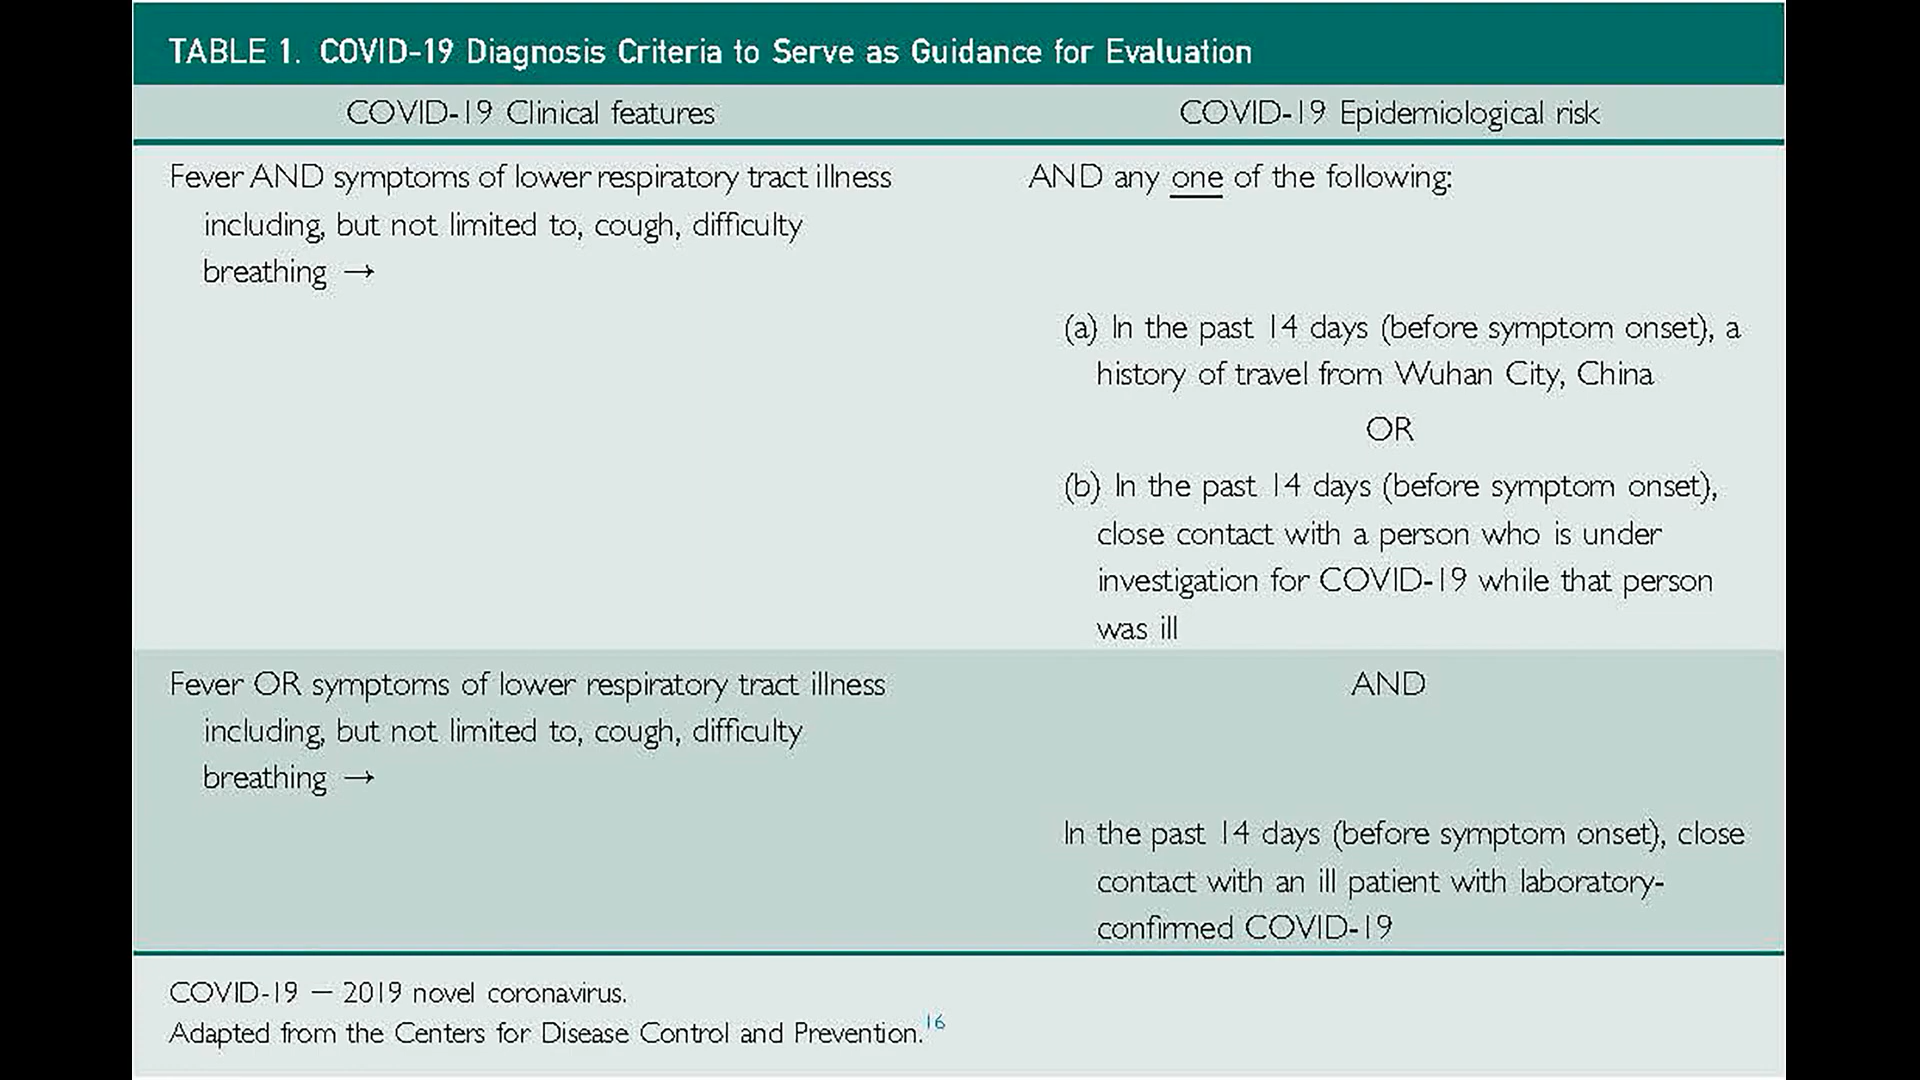 TABLE 1. COVID-19 Diagnosis Criteria to Serve as Guidance for Evaluation
COVID-19 Clinical features
COVID-19 Epidemiological risk
Fever AND symptoms of lower respiratory tract illness
including, but not limited to, cough, difficulty
breathing →
AND any one of the following:
(a) In the past 14 days (before symptom onset), a
history of travel from Wuhan City, China
OR
(b) In the past 14 days (before symptom onset),
close contact with a person who is under
investigation for COVID-19 while that person
was ill
Fever OR symptoms of lower respiratory tract illness
including, but not limited to, cough, difficulty
breathing →
AND
In the past 14 days (before symptom onset), close
contact with an ill patient with laboratory-
confirmed COVID-19
COVID-19 — 2019 novel coronavirus.
Adapted from the Centers for Disease Control and Prevention.16